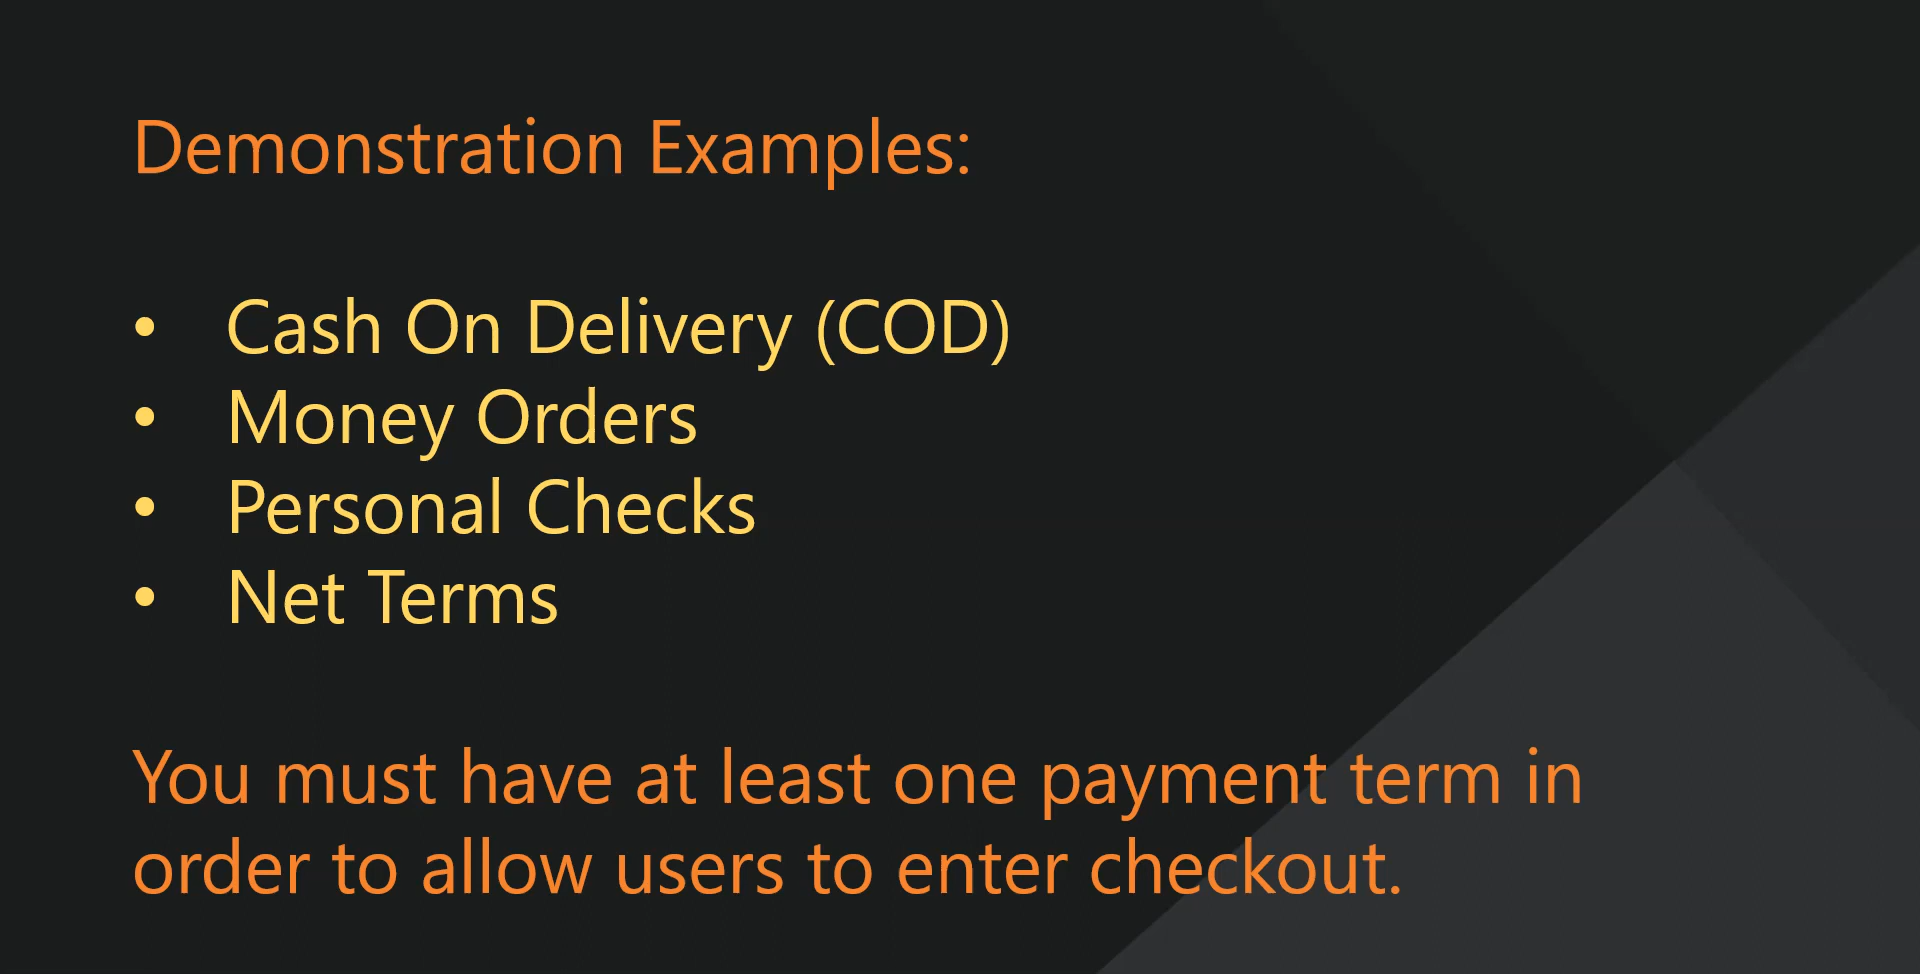 Demonstration Examples:
• Cash On Delivery (COD)
• Money Orders
• Personal Checks
• Net Terms
You must have at least one payment term in
order to allow users to enter checkout.